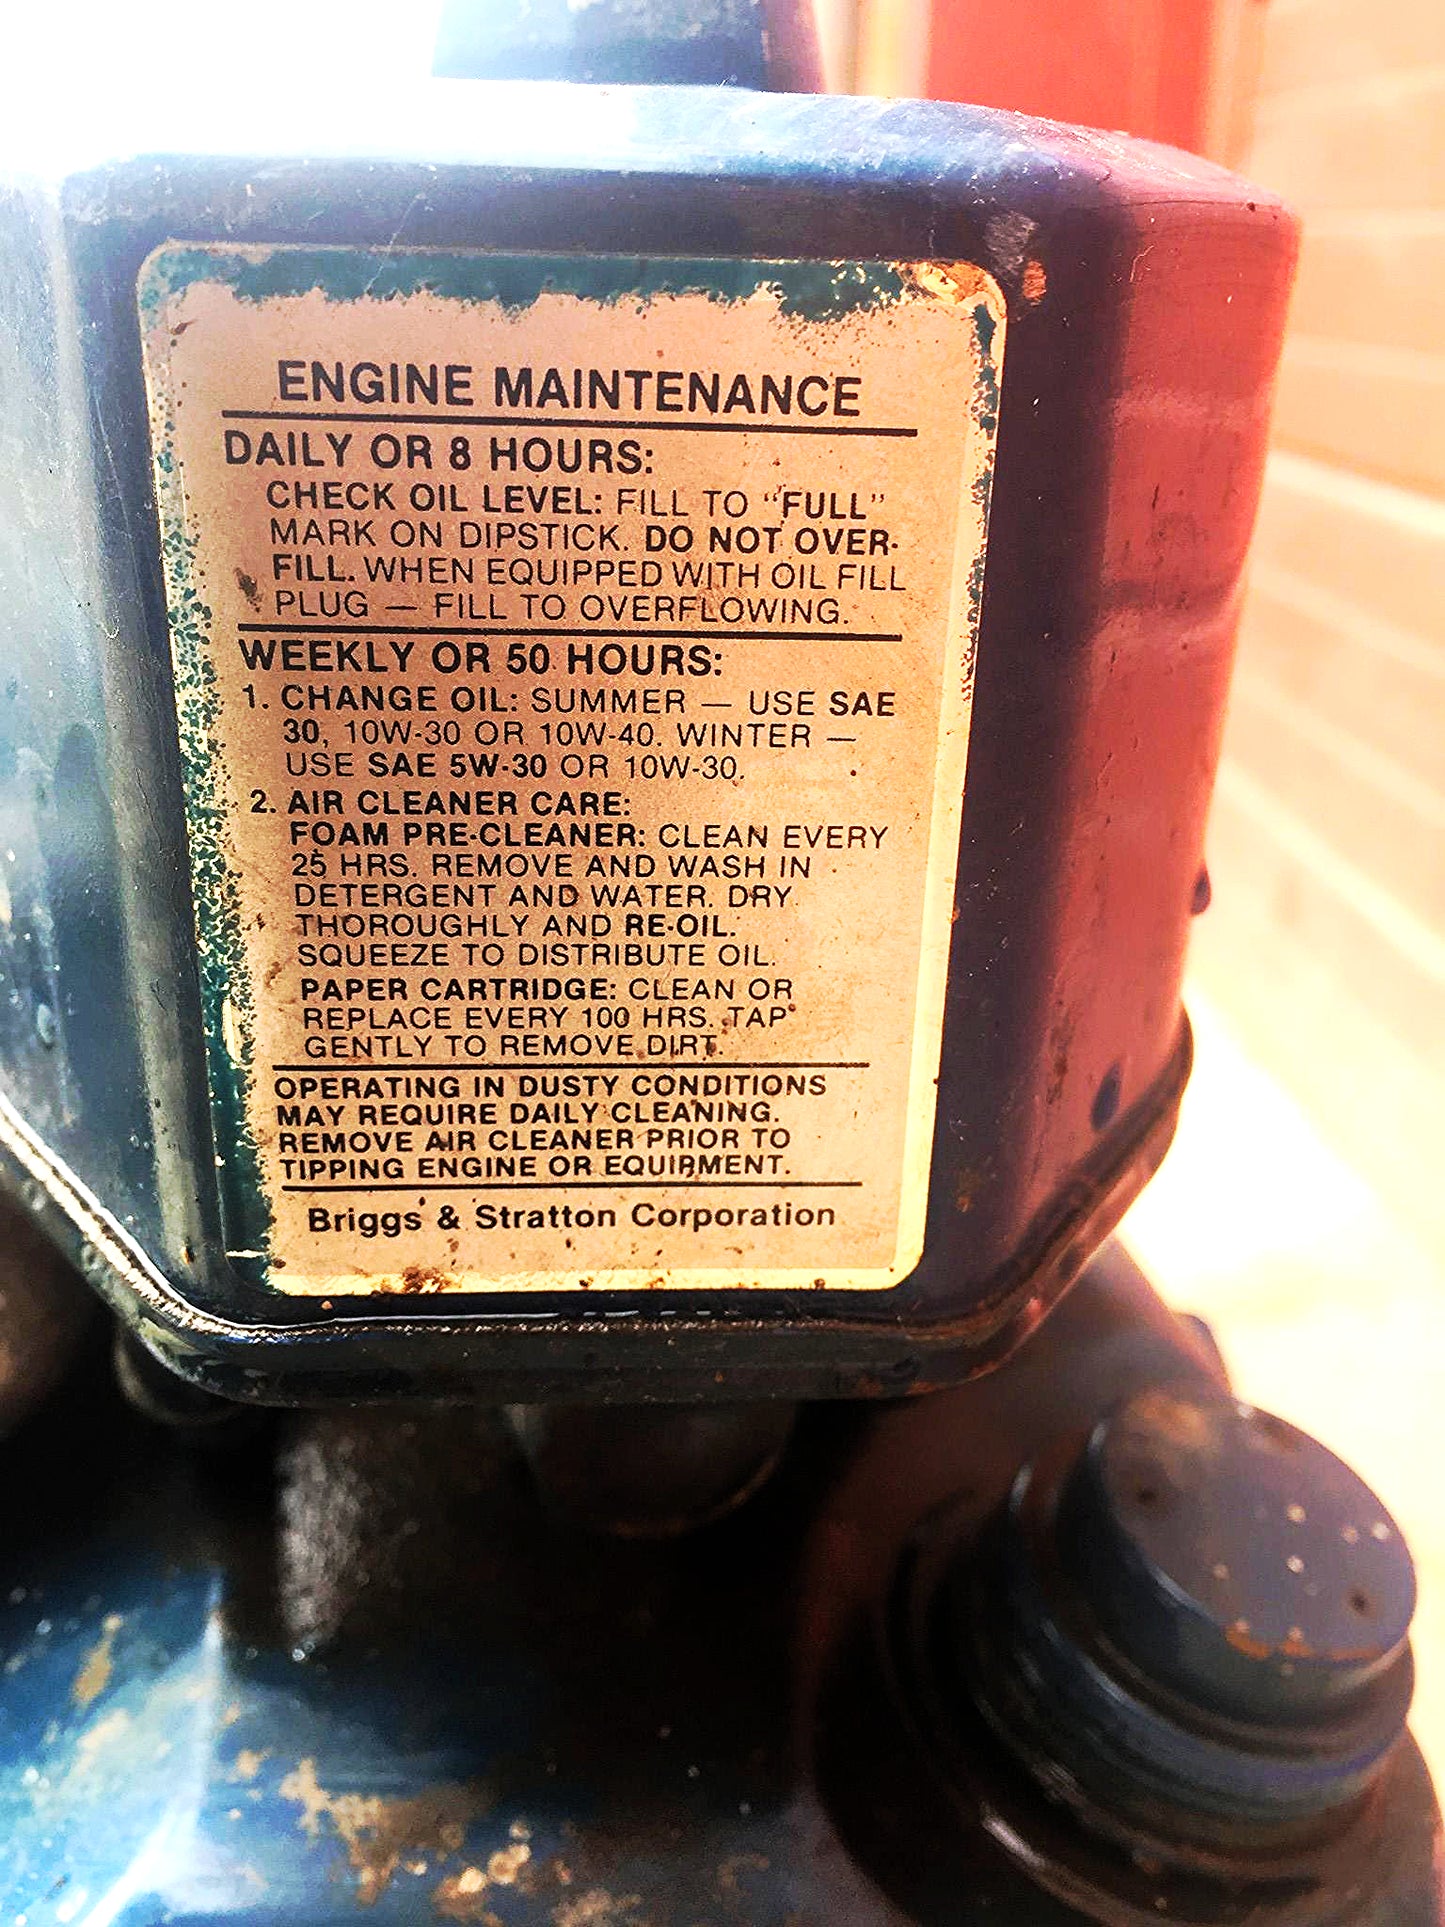 ENGINE MAINTENANCE
DAILY OR 8 HOURS:
CHECK OIL LEVEL: FILL TO “FULL”
MARK ON DIPSTICK. DO NOT OVER-
FILL. WHEN EQUIPPED WITH OIL FILL
PLUG — FILL TO OVERFLOWING.
WEEKLY OR 50 HOURS:
1. CHANGE OIL: SUMMER — USE SAE
30, 10W-30 OR 10W-40. WINTER —
USE SAE 5W-30 OR 10W-30.
2. AIR CLEANER CARE:
FOAM PRE-CLEANER: CLEAN EVERY
25 HRS. REMOVE AND WASH IN
DETERGENT AND WATER. DRY
THOROUGHLY AND RE-OIL.
SQUEEZE TO DISTRIBUTE OIL.
PAPER CARTRIDGE: CLEAN OR
REPLACE EVERY 100 HRS. TAP
GENTLY TO REMOVE DIRT.
OPERATING IN DUSTY CONDITIONS
MAY REQUIRE DAILY CLEANING.
REMOVE AIR CLEANER PRIOR TO
TIPPING ENGINE OR EQUIPMENT.
Briggs & Stratton Corporation